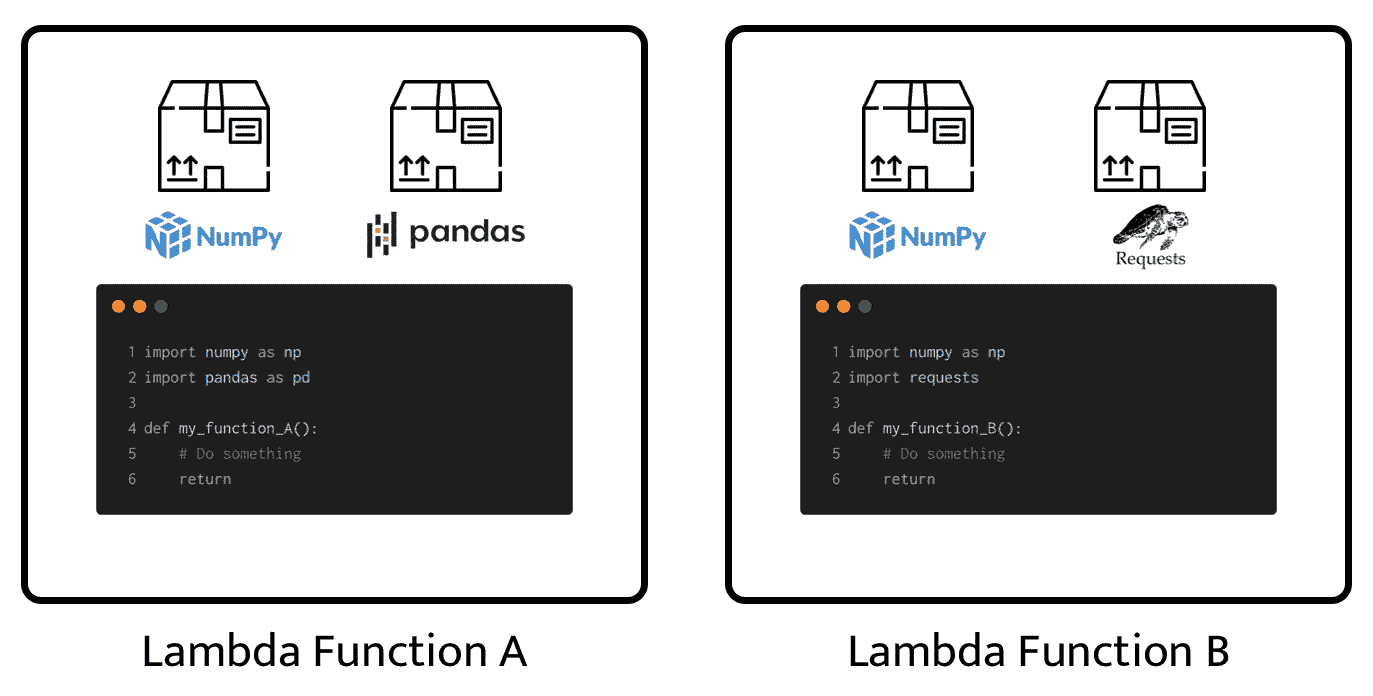 NumPy
pandas
1 import numpy as np
2 import pandas as pd
3
4 def my_function_A():
5     # Do something
6     return
Lambda Function A
NumPy
Requests
1 import numpy as np
2 import requests
3
4 def my_function_B():
5     # Do something
6     return
Lambda Function B